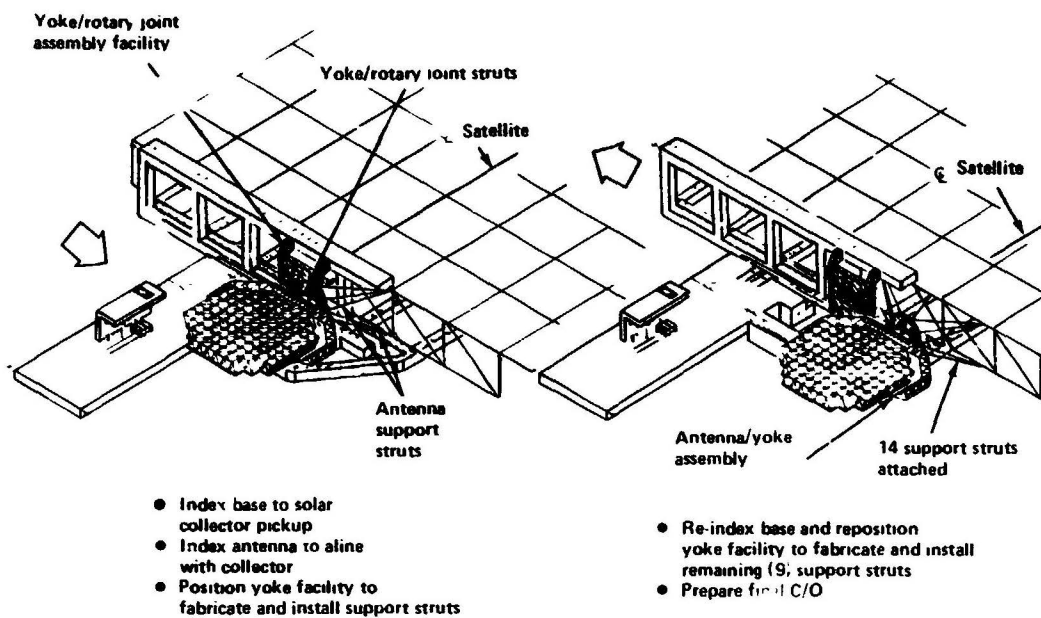 Yoke/rotary joint
assembly facility
Yoke/rotary joint struts
Satellite
℄ Satellite
Antenna
support
struts
Antenna/yoke
assembly
14 support struts
attached
● Index base to solar
collector pickup
● Index antenna to aline
with collector
● Position yoke facility to
fabricate and install support struts
● Re-index base and reposition
yoke facility to fabricate and install
remaining (9) support struts
● Prepare final C/O